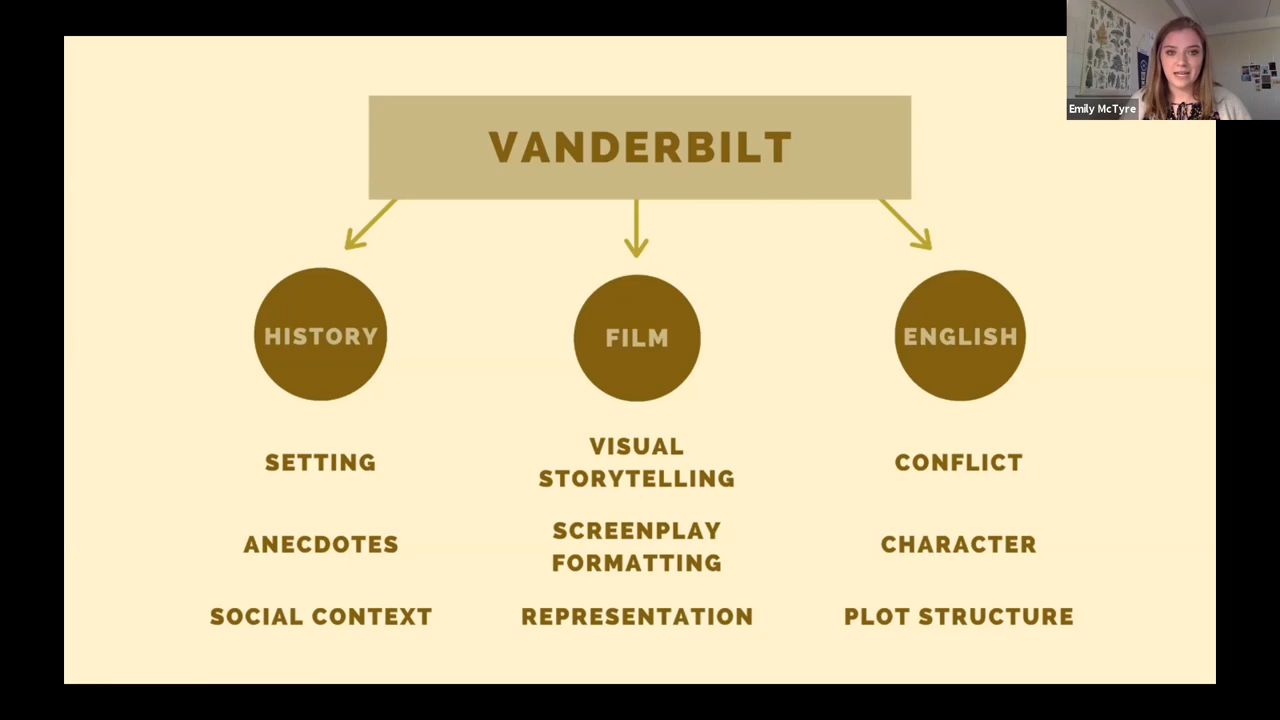 Emily McTyre
VANDERBILT
HISTORY
FILM
ENGLISH
SETTING
ANECDOTES
SOCIAL CONTEXT
VISUAL
STORYTELLING
SCREENPLAY
FORMATTING
REPRESENTATION
CONFLICT
CHARACTER
PLOT STRUCTURE